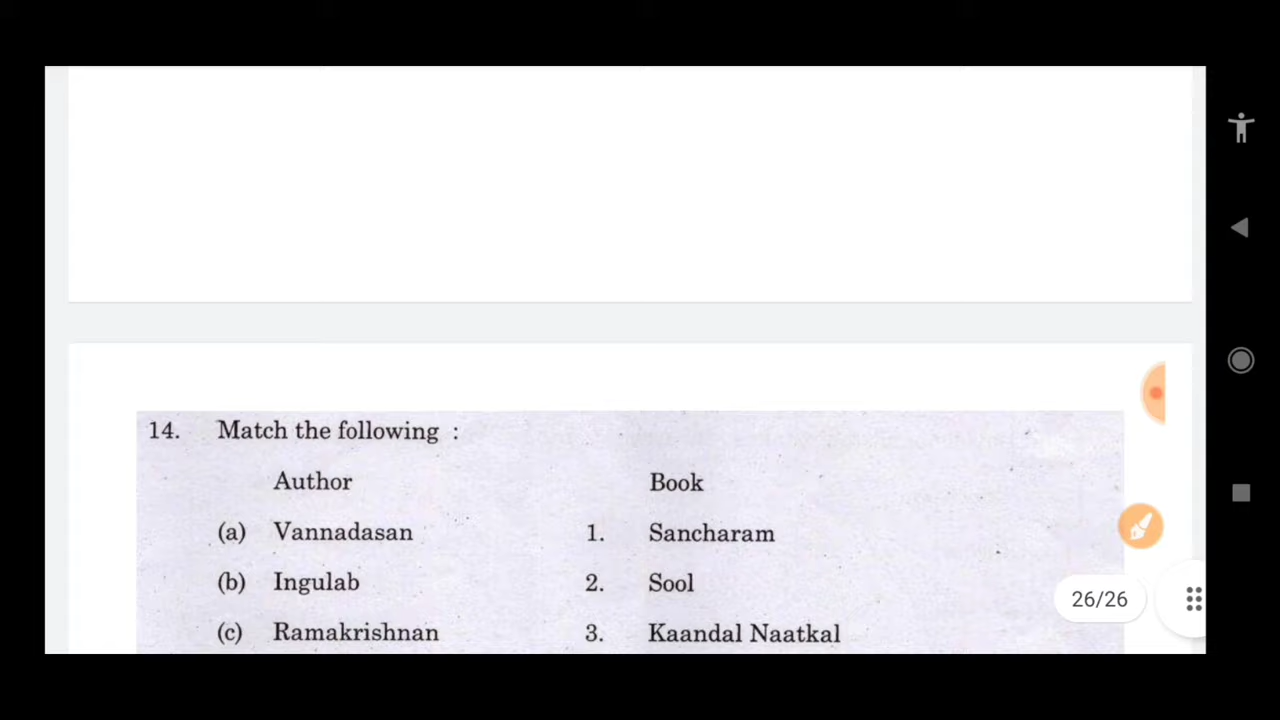 14. Match the following :
Author Book
(a) Vannadasan 1. Sancharam
(b) Ingulab 2. Sool
(c) Ramakrishnan 3. Kaandal Naatkal
26/26